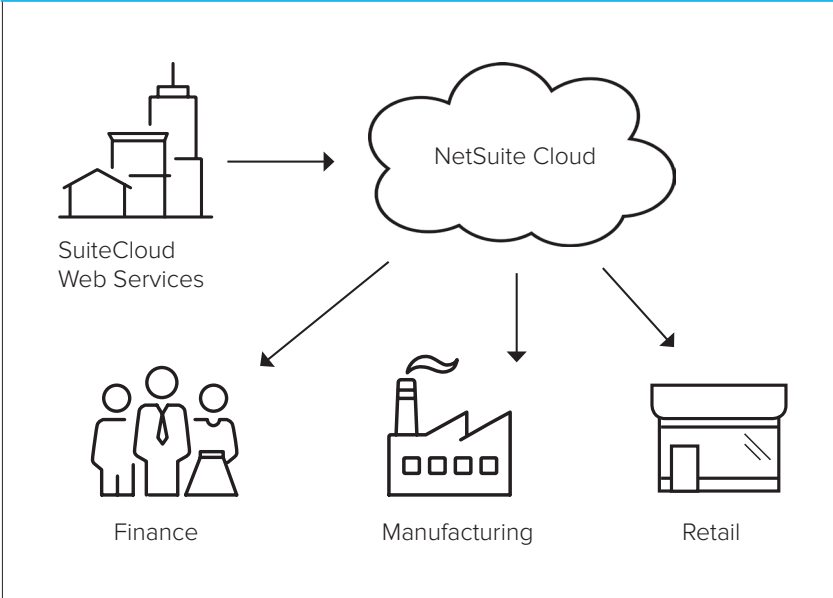 NetSuite Cloud
SuiteCloud
Web Services
Finance
Manufacturing
Retail